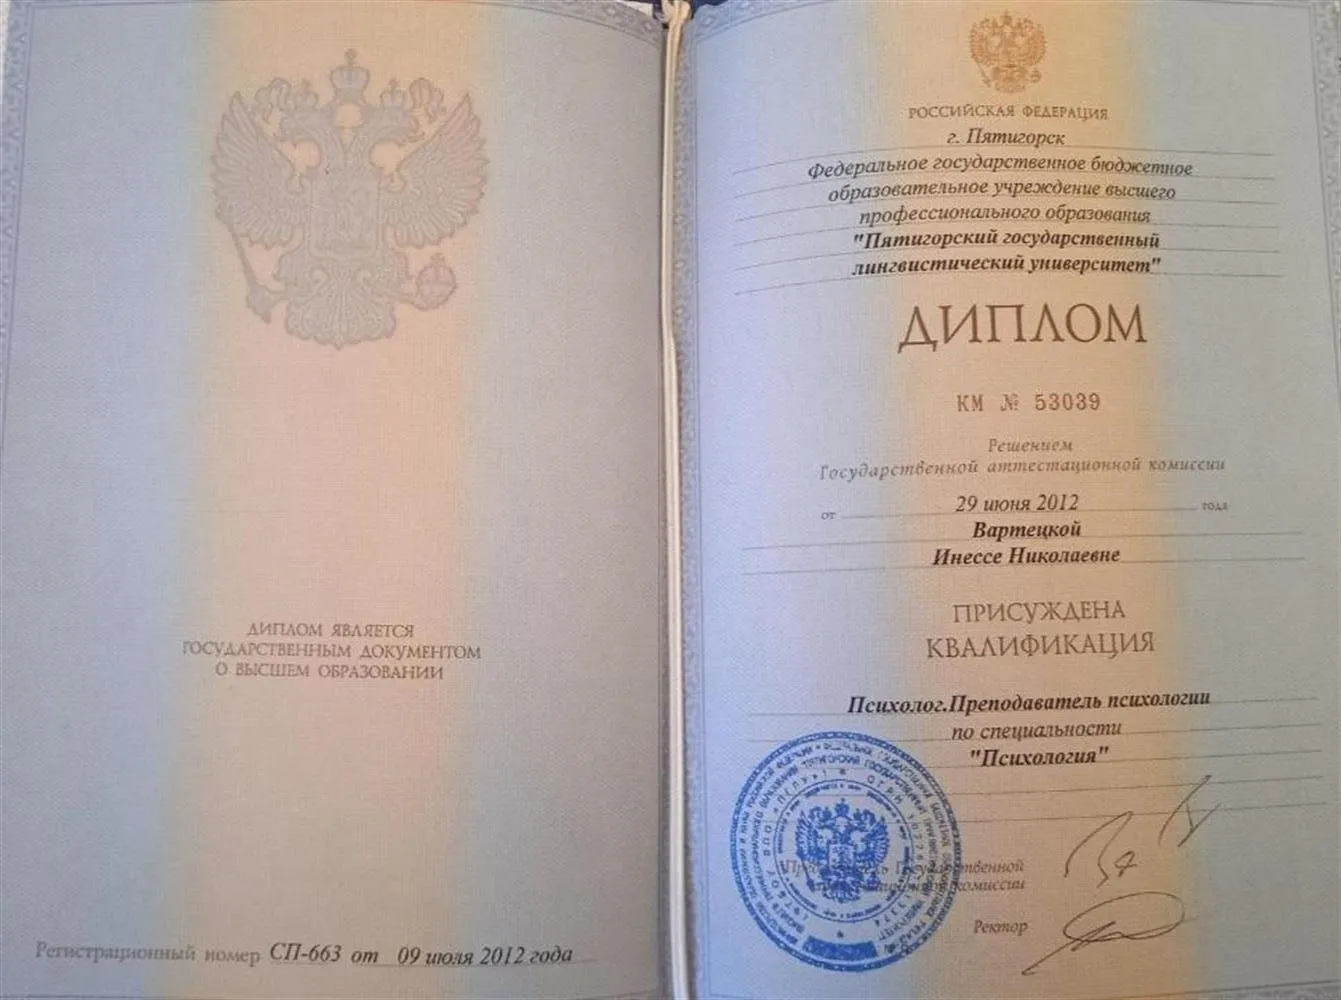 ДИПЛОМ ЯВЛЯЕТСЯ
ГОСУДАРСТВЕННЫМ ДОКУМЕНТОМ
О ВЫСШЕМ ОБРАЗОВАНИИ
Регистрационный номер СП-663 от 09 июля 2012 года
РОССИЙСКАЯ ФЕДЕРАЦИЯ
г. Пятигорск
Федеральное государственное бюджетное
образовательное учреждение высшего
профессионального образования
"Пятигорский государственный
лингвистический университет"
ДИПЛОМ
КМ № 53039
Решением
Государственной аттестационной комиссии
от 29 июня 2012 года
Вартецкой
Инессе Николаевне
ПРИСУЖДЕНА
КВАЛИФИКАЦИЯ
Психолог.Преподаватель психологии
по специальности
"Психология"
комиссии
Ректор